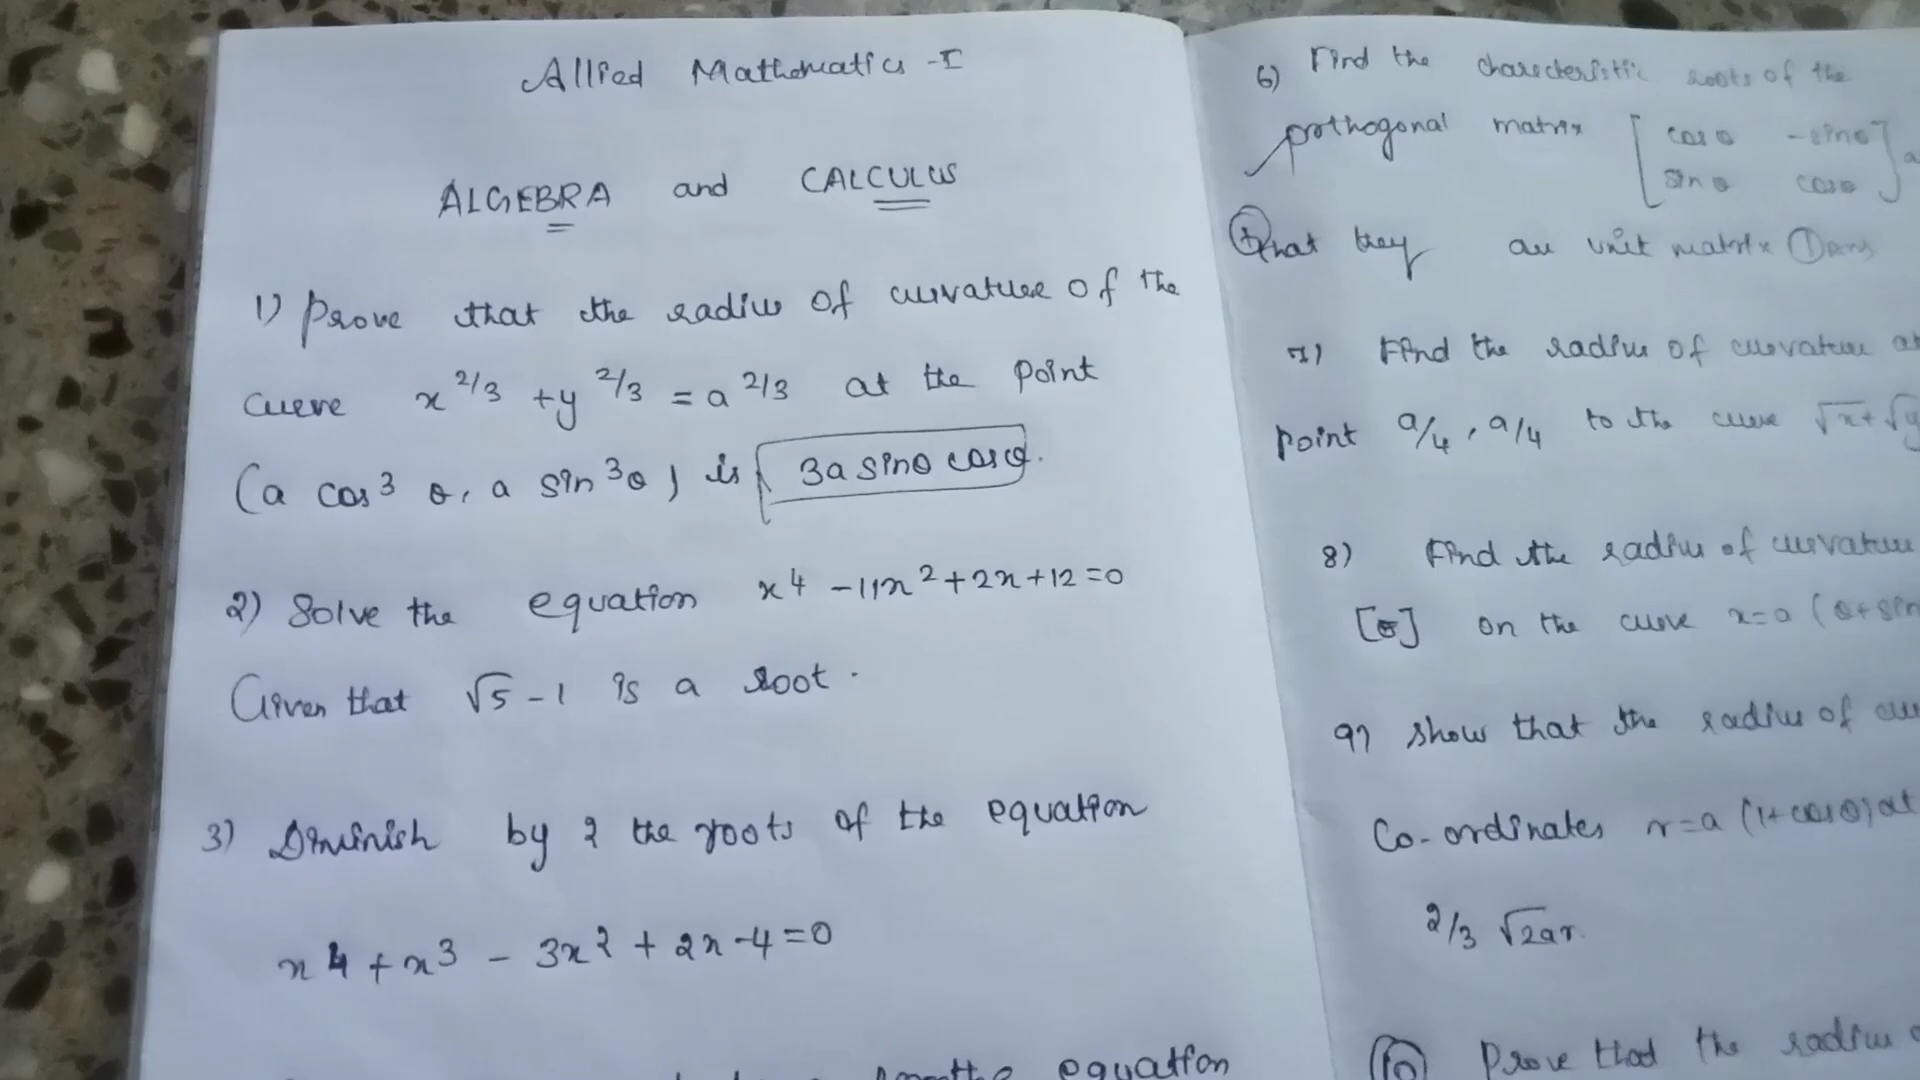 Allied Mathematics -I
ALGEBRA and CALCULUS
1) Prove that the radius of curvature of the
curve x^2/3 + y^2/3 = a^2/3 at the point
(a cos^3 θ, a sin^3 θ) is 3a sinθ cosθ.
2) Solve the equation x^4 - 11x^2 + 2x + 12 = 0
Given that √5 - 1 is a root.
3) Diminish by 2 the roots of the equation
x^4 + x^3 - 3x^2 + 2x - 4 = 0
the equation
6) Find the charecteristic roots of the
orthogonal matrix [cosθ -sinθ
sinθ cosθ] a
that they au unit matrix
7) Find the radius of curvature at
point a/4, a/4 to the curve √x + √y
8) Find the radius of curvature
[θ] on the curve x = a (θ + sin
9) Show that the radius of cu
Co-ordinates r = a (1 + cosθ) at
2/3 √2ar.
10 Prove that the radius o